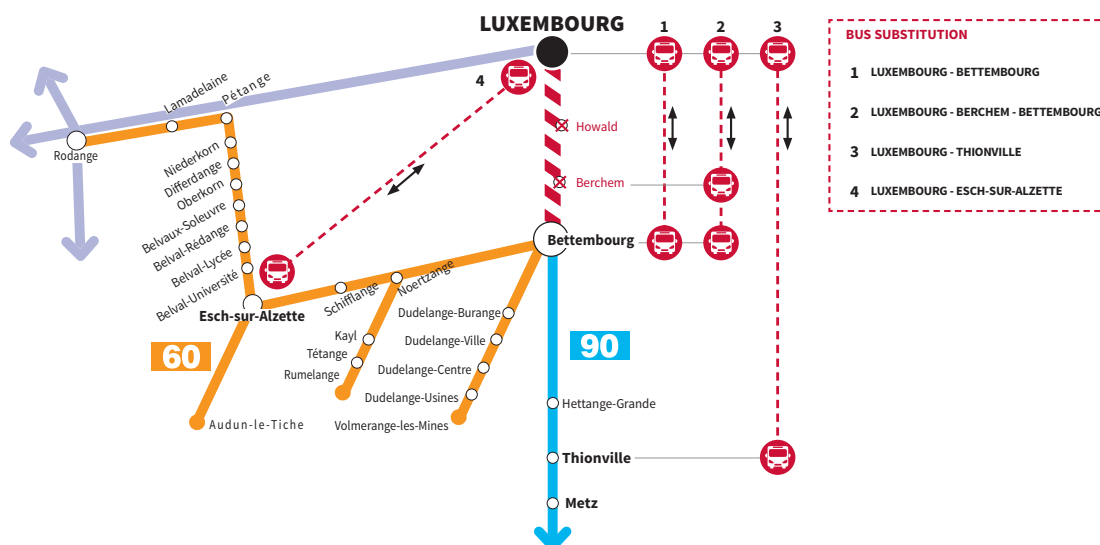 LUXEMBOURG
1
2
3
4
BUS SUBSTITUTION
1 LUXEMBOURG - BETTEMBOURG
2 LUXEMBOURG - BERCHEM - BETTEMBOURG
3 LUXEMBOURG - THIONVILLE
4 LUXEMBOURG - ESCH-SUR-ALZETTE
Lamadelaine
Pétange
Rodange
Howald
Berchem
Niederkorn
Differdange
Oberkorn
Belvaux-Soleuvre
Belval-Rédange
Belval-Lycée
Belval-Université
Bettembourg
Esch-sur-Alzette
Schifflange
Noertzange
60
90
Kayl
Tétange
Rumelange
Dudelange-Burange
Dudelange-Ville
Dudelange-Centre
Dudelange-Usines
Volmerange-les-Mines
Audun-le-Tiche
Hettange-Grande
Thionville
Metz